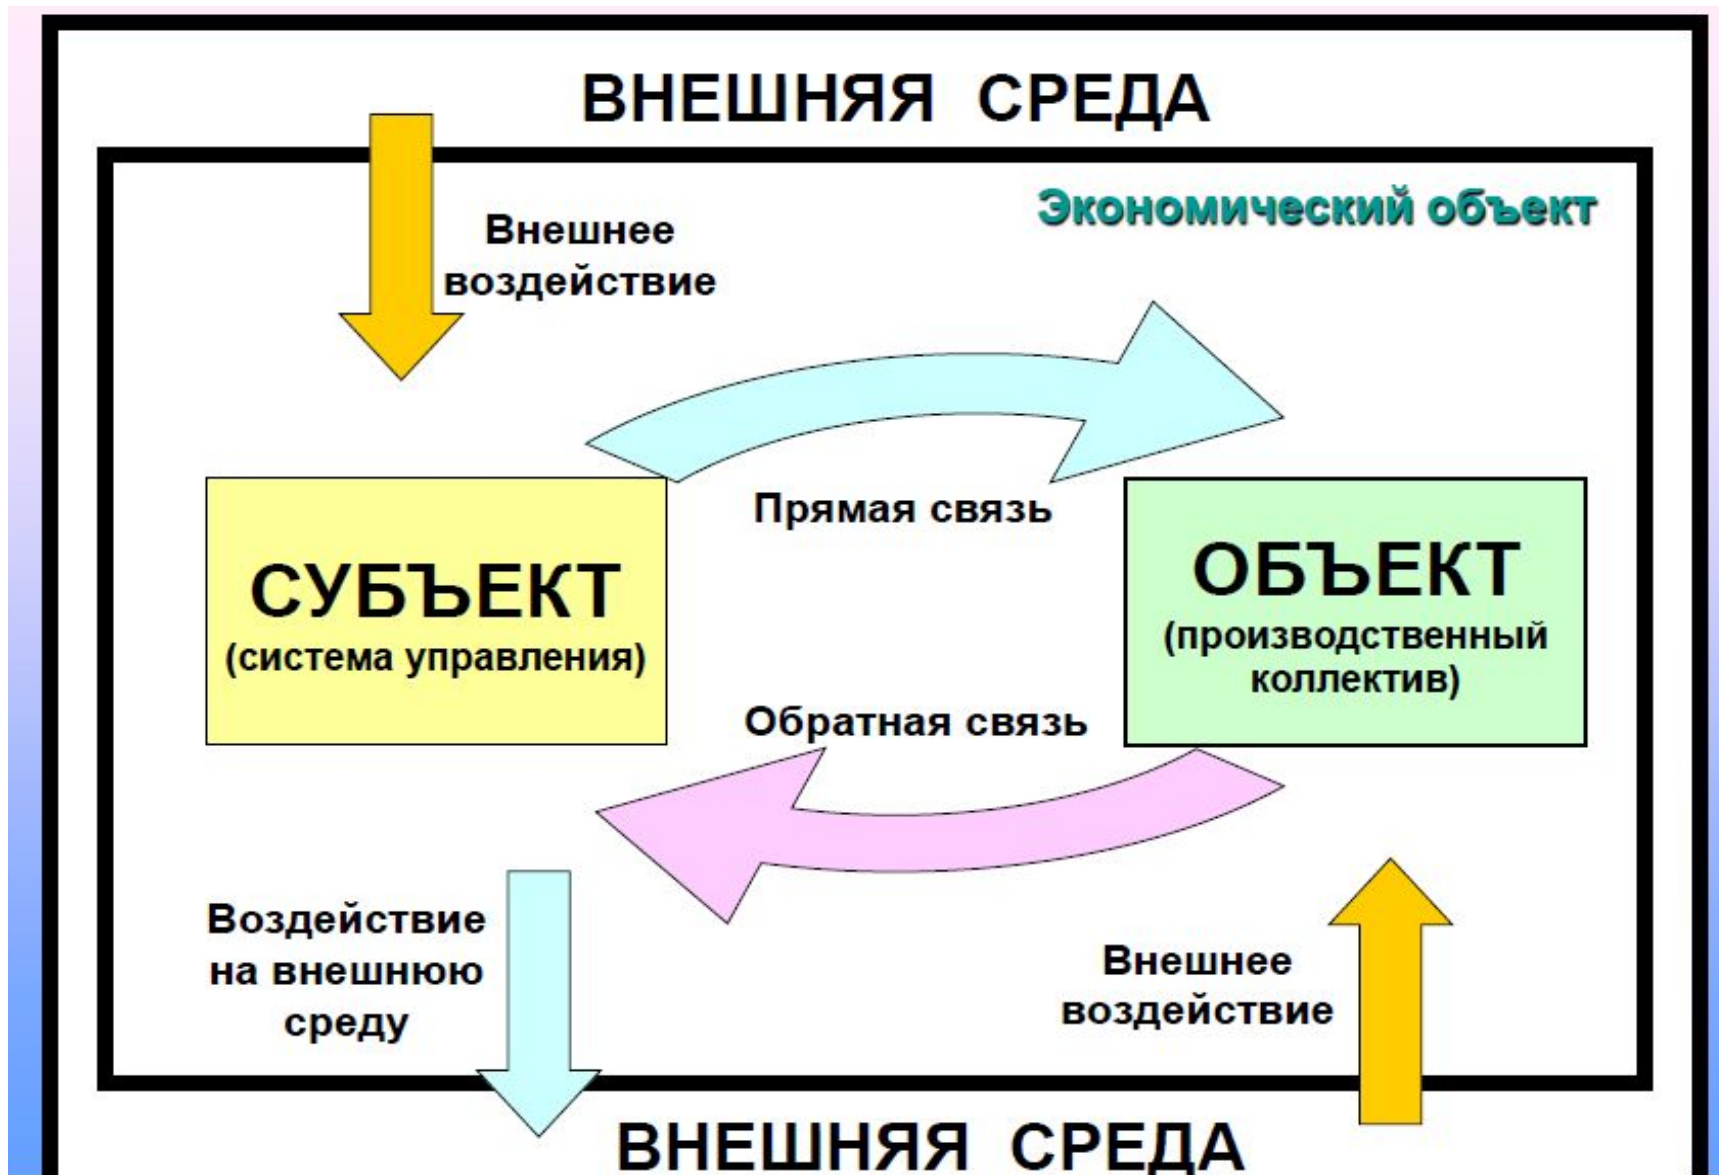 ВНЕШНЯЯ СРЕДА
Экономический объект
Внешнее
воздействие
Прямая связь
СУБЪЕКТ
(система управления)
ОБЪЕКТ
(производственный
коллектив)
Обратная связь
Воздействие
на внешнюю
среду
Внешнее
воздействие
ВНЕШНЯЯ СРЕДА